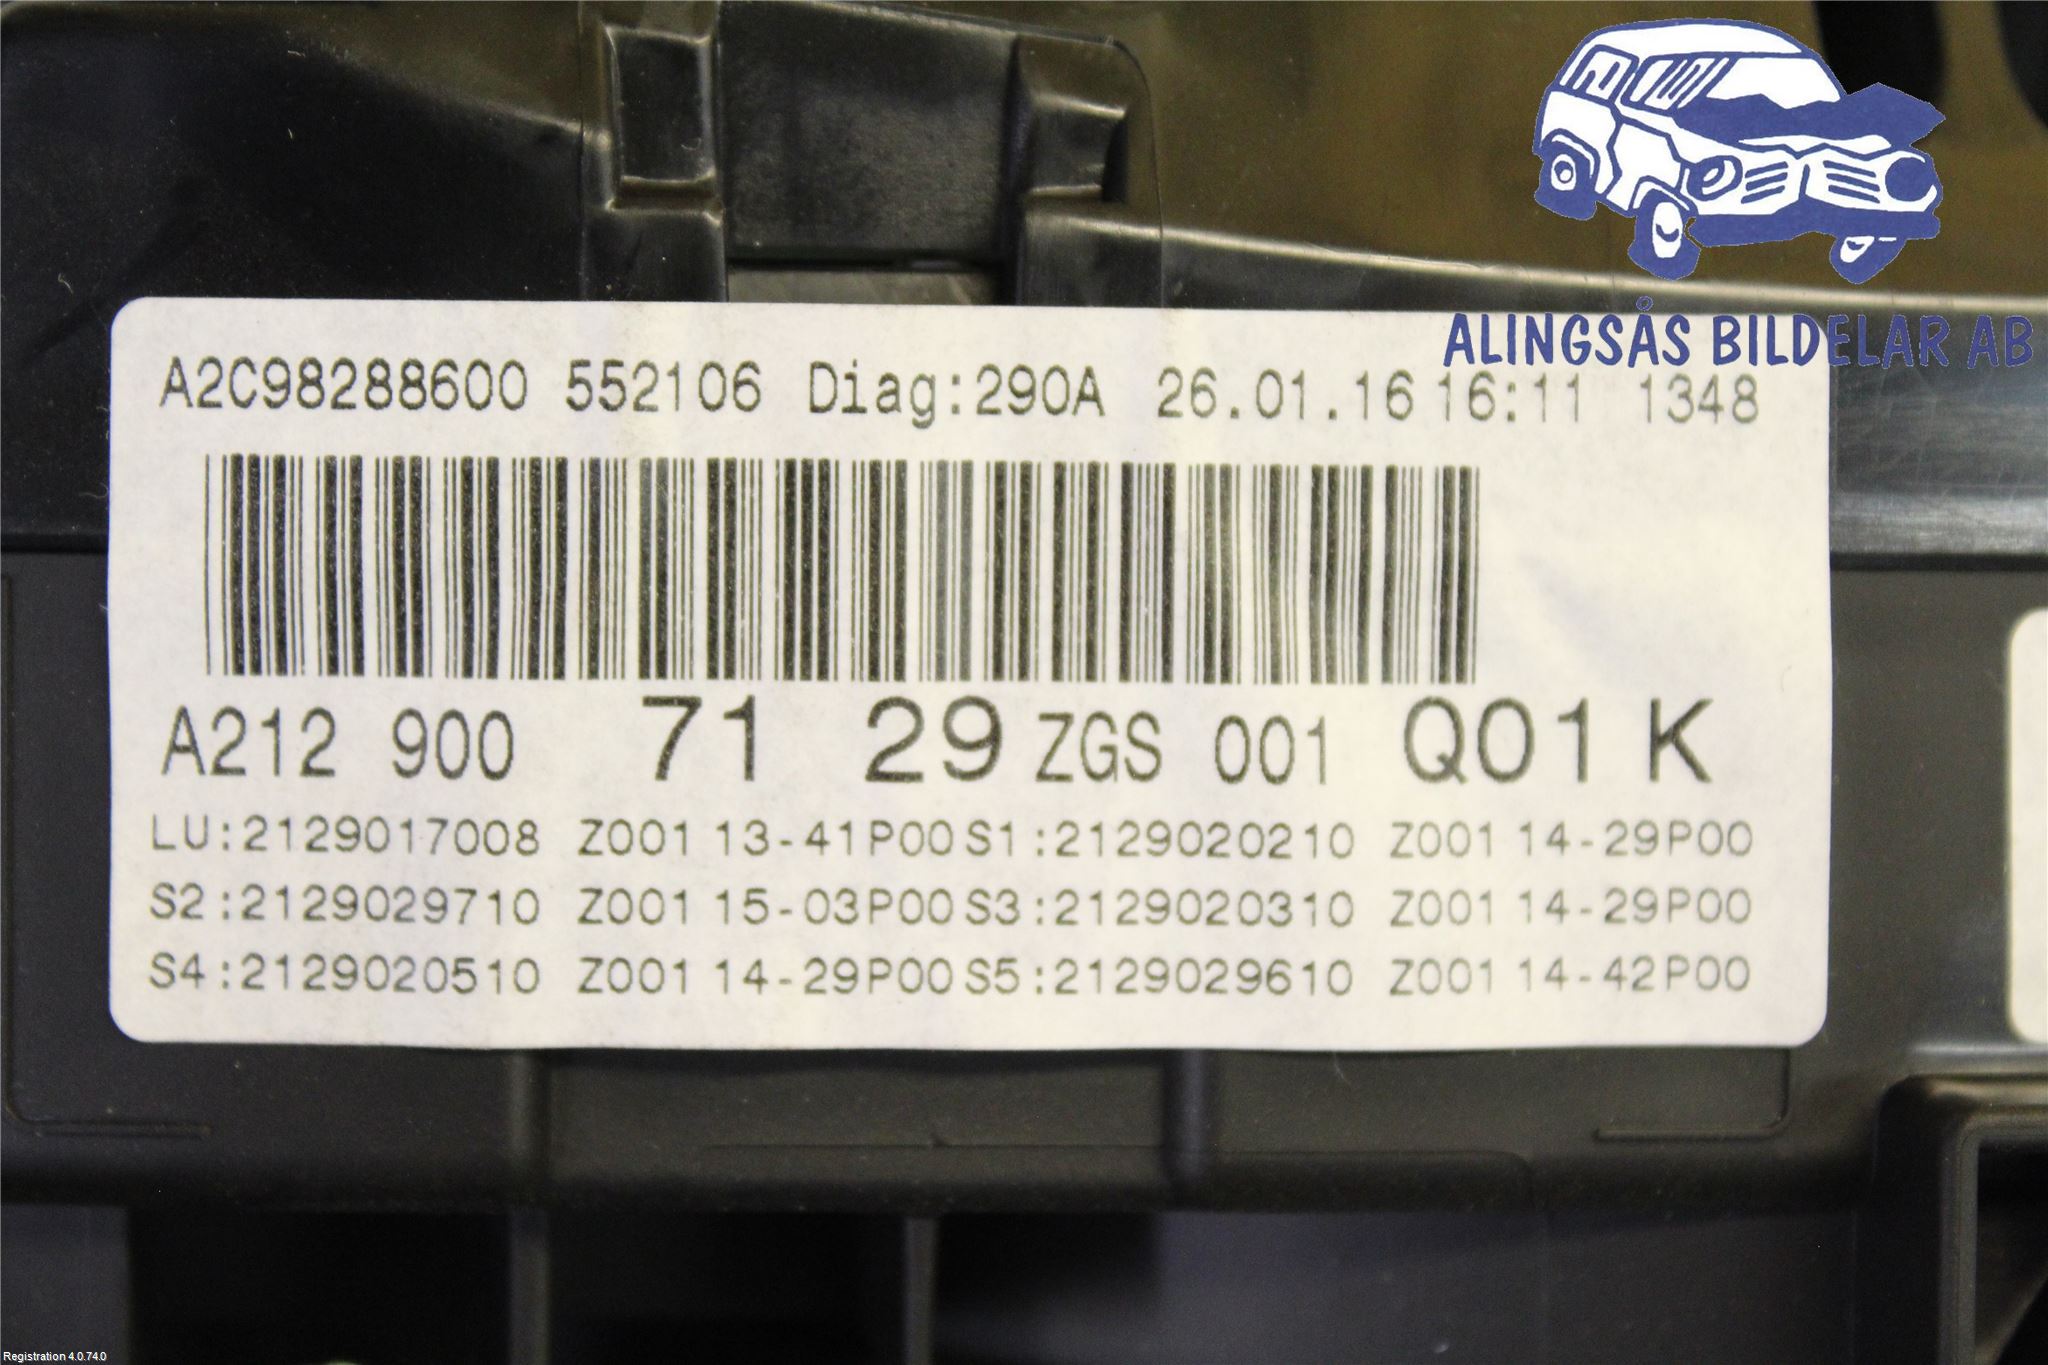 ALINGSÅS BILDELAR AB
A2C98288600 552106 Diag:290A 26.01.16 16:11 1348
A212 900 71 29 ZGS 001 Q01 K
LU:2129017008 Z001 13-41P00 S1:2129020210 Z001 14-29P00
S2:2129029710 Z001 15-03P00 S3:2129020310 Z001 14-29P00
S4:2129020510 Z001 14-29P00 S5:2129029610 Z001 14-42P00
Registration 4.0.74.0